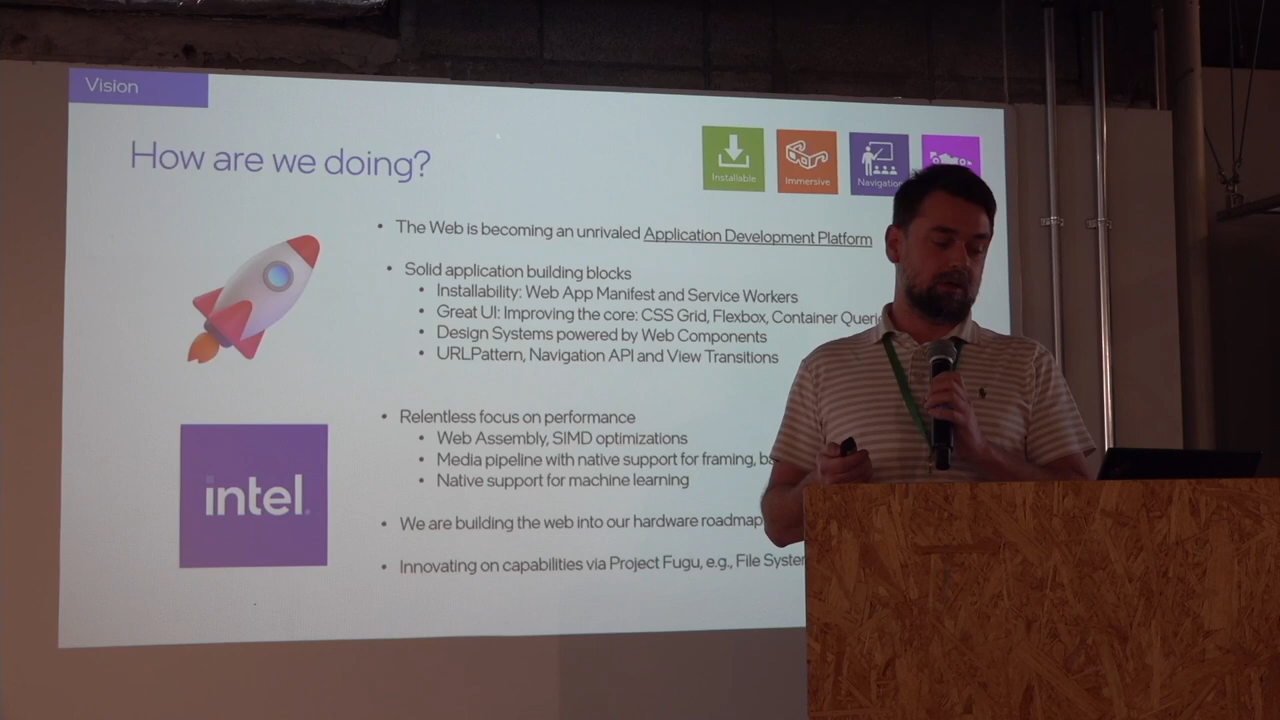 Vision
How are we doing?
Installable
Immersive
Navigation
• The Web is becoming an unrivaled Application Development Platform
• Solid application building blocks
• Installability: Web App Manifest and Service Workers
• Great UI: Improving the core: CSS Grid, Flexbox, Container
• Design Systems powered by Web Components
• URLPattern, Navigation API and View Transitions
• Relentless focus on performance
• Web Assembly, SIMD optimizations
• Media pipeline with native support for framing,
• Native support for machine learning
• We are building the web into our hardware roadmap
• Innovating on capabilities via Project Fugu, e.g., File
intel.